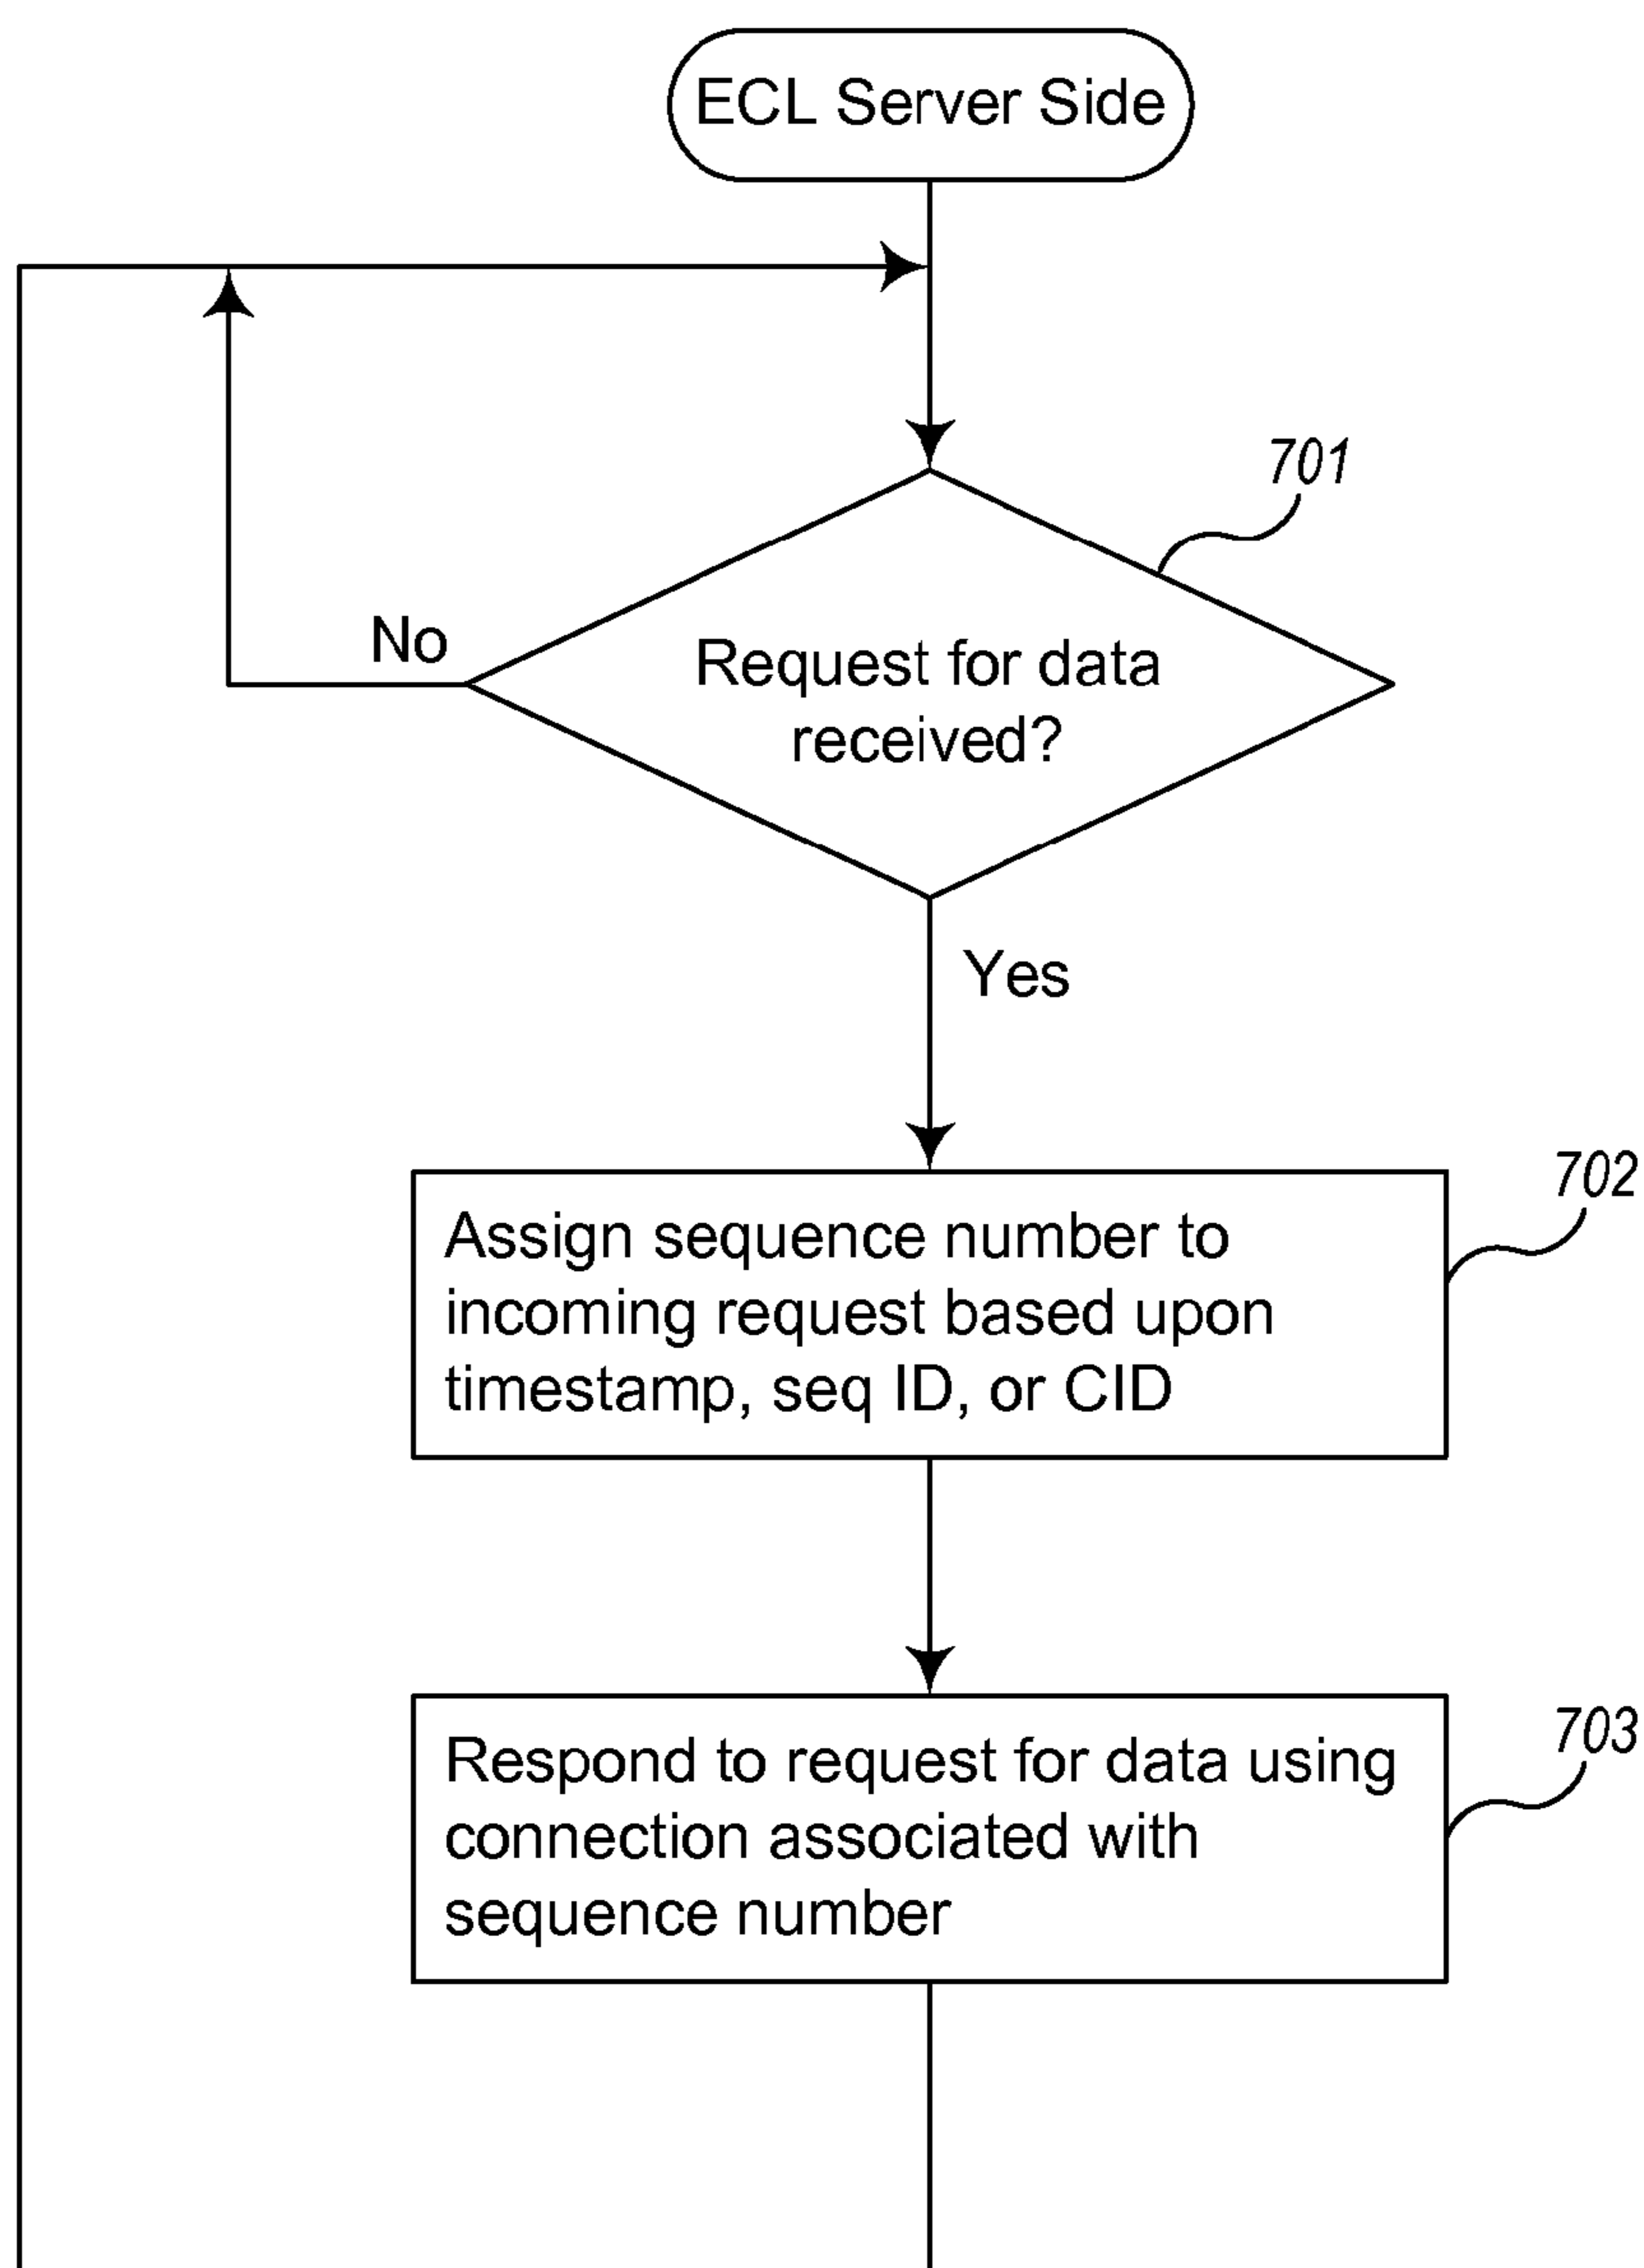 ECL Server Side
701
Request for data
received?
No
Yes
702
Assign sequence number to
incoming request based upon
timestamp, seq ID, or CID
703
Respond to request for data using
connection associated with
sequence number